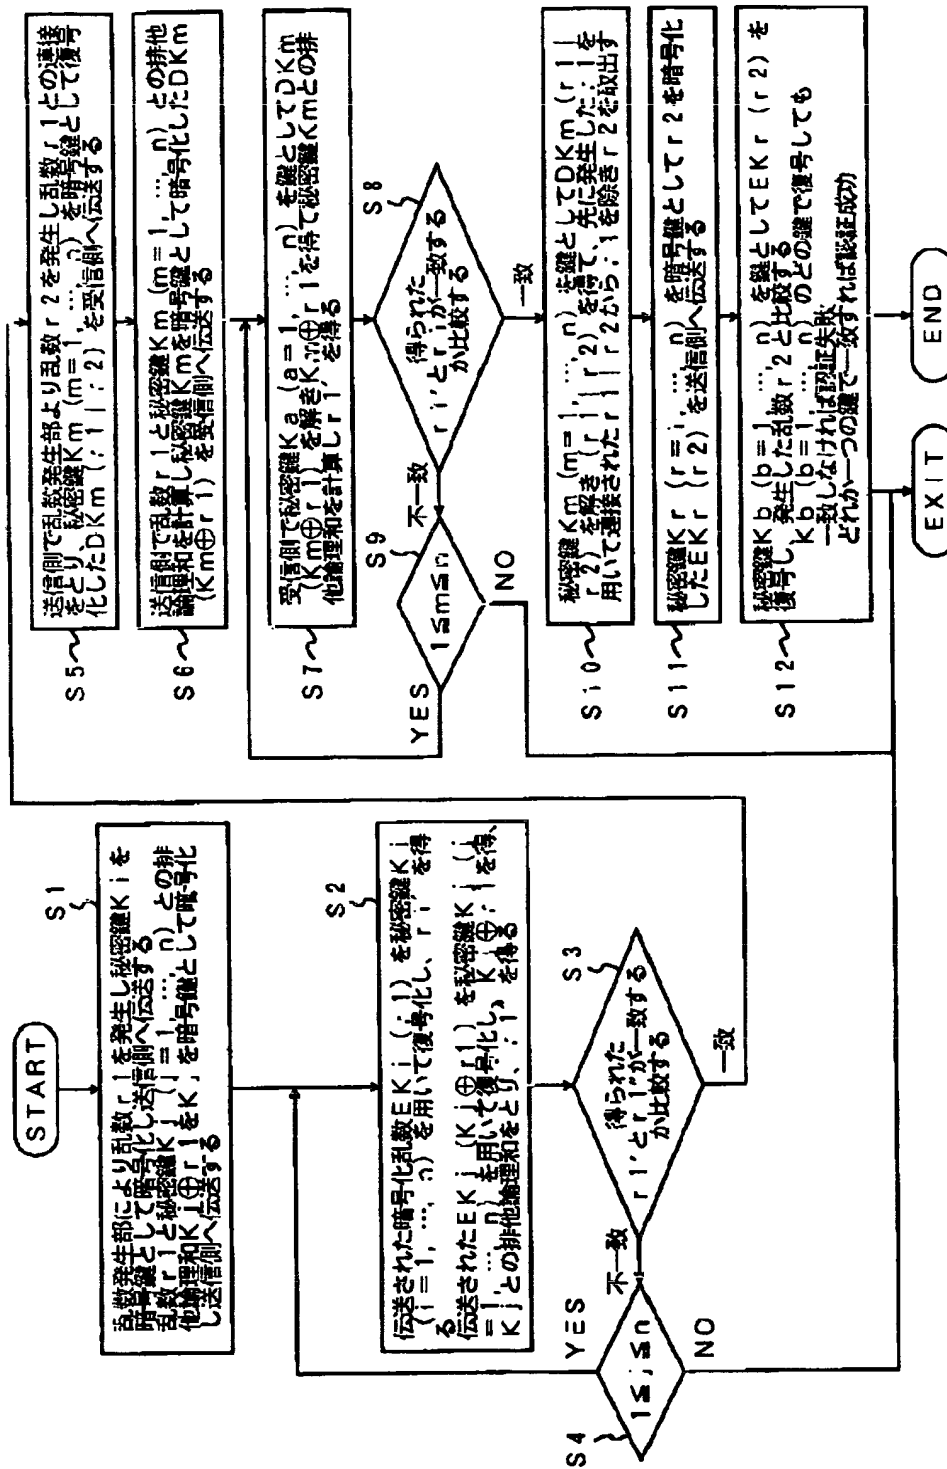 START
S1
乱数発生部により乱数r1を発生し秘密鍵Kiを
暗号鍵として暗号化し送信側へ伝送する
乱数r1と秘密鍵Kj (j=1, …, n) との排
他論理和Kj⊕r1をKjを暗号鍵として暗号化
し送信側へ伝送する
S2
伝送された暗号化乱数EKi (r1) を秘密鍵Ki
(i=1, …, n) を用いて復号化し、r1'を得
る
伝送されたEKj (Kj⊕r1) を秘密鍵Kj (j
=1, … n) を用いて復号化し、Kj⊕r1を得、
Kjとの排他論理和をとり、r1"を得る
S3
得られた
r1'とr1"が一致する
か比較する
一致
不一致
S4
1≦j≦n
YES
NO
S5
送信側で乱数発生部より乱数r2を発生し乱数r1との連接
をとり、秘密鍵Km (m=1, …, n) を暗号鍵として復号
化したDKm (r1|r2) を受信側へ伝送する
S6
送信側で乱数r1と秘密鍵Km (m=1, …, n) との排他
論理和を計算し秘密鍵Kmを暗号鍵として暗号化したDKm
(Km⊕r1) を受信側へ伝送する
S7
受信側で秘密鍵Ka (a=1, …, n) を鍵としてDKm
(Km⊕r1) を解きKm⊕r1を得て秘密鍵Kmとの排
他論理和を計算しr1'を得る
S8
得られた
r1'とr1が一致する
か比較する
一致
不一致
S9
1≦m≦n
YES
NO
S10
秘密鍵Km (m=1, …, n) を鍵としてDKm (r1|
r2) を解き (r1|r2) を得て、先に発生したr1を
用いて連接されたr1|r2からr1を除きr2を取出す
S11
秘密鍵Kr (r=i, …, n) を暗号鍵としてr2を暗号化
したEKr (r2) を送信側へ伝送する
S12
秘密鍵Kb (b=1, …, n) を鍵としてEKr (r2) を
復号し、発生した乱数r2と比較する
Kb (b=1, …, n) のどの鍵で復号しても
一致しなければ認証失敗
どれか一つの鍵で一致すれば認証成功
EXIT
END